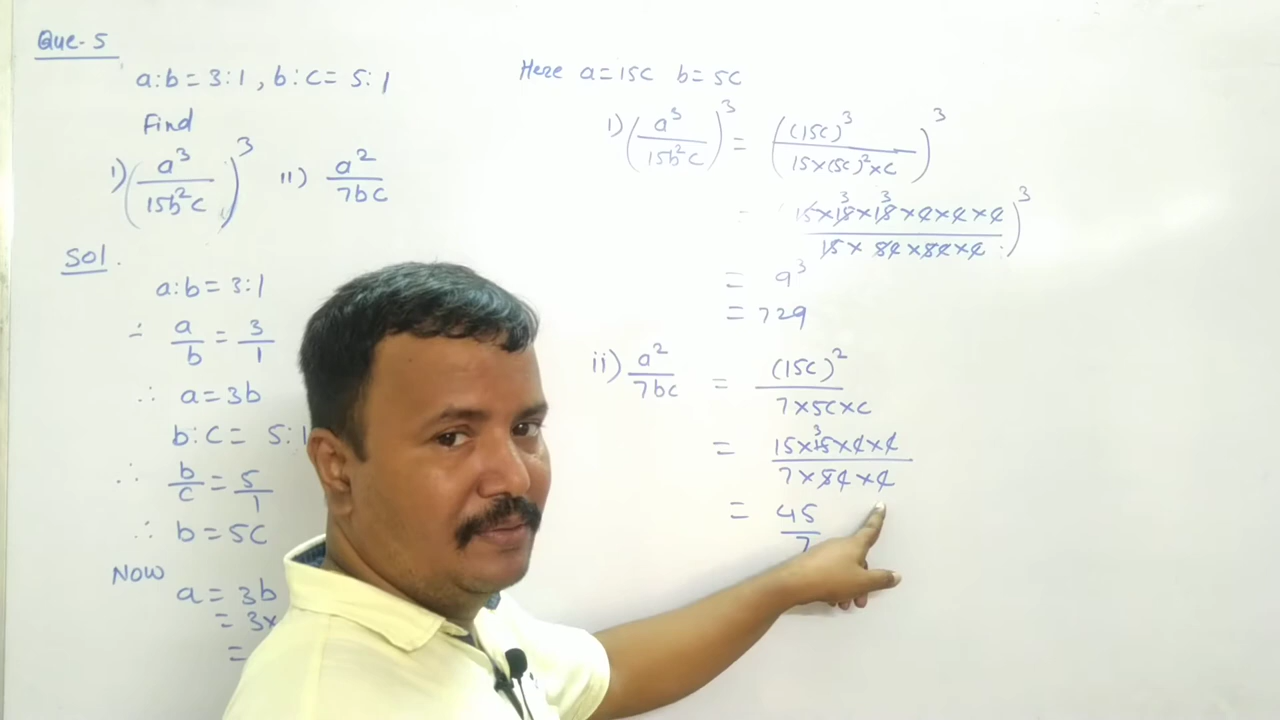 Que-5
a:b = 3:1, b:c = 5:1
Find
i) (a³/15b²c)³ ii) a²/7bc
Sol.
a:b = 3:1
∴ a/b = 3/1
∴ a = 3b
b:c = 5:1
∴ b/c = 5/1
∴ b = 5c
Now
a = 3b
= 3×
=
Here a = 15c b = 5c
i) (a³/15b²c)³ = ((15c)³/15×(5c)²×c)³
= 15×15×15×c×c×c/15×5c×5c×c)³
= 9³
= 729
ii) a²/7bc = (15c)²/7×5c×c
= 15×15×c×c/7×5c×c
= 45/7